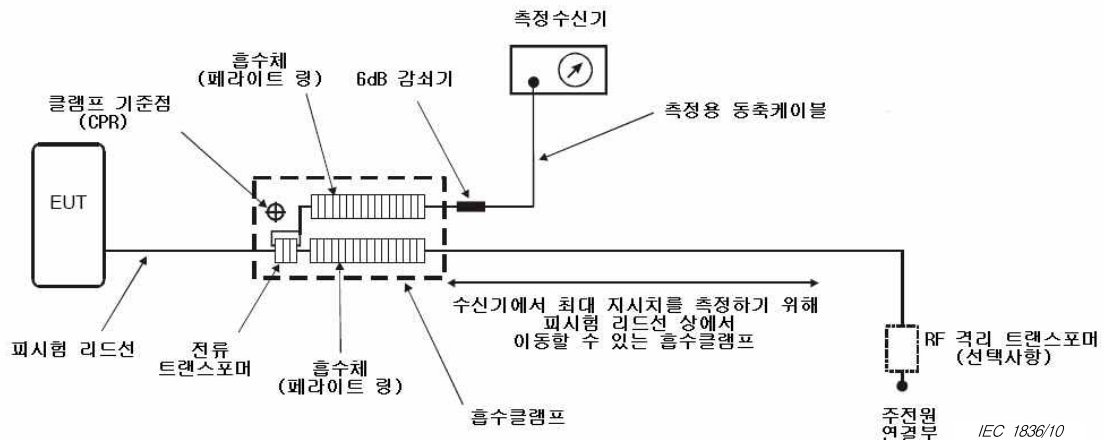 측정수신기
흡수체
(페라이트 링)
6dB 감쇠기
클램프 기준점
(CPR)
측정용 동축케이블
EUT
수신기에서 최대 지시치를 측정하기 위해
피시험 리드선 상에서
이동할 수 있는 흡수클램프
피시험 리드선
전류
트랜스포머
흡수체
(페라이트 링)
RF 격리 트랜스포머
(선택사항)
흡수클램프
주전원
연결부
IEC 1836/10